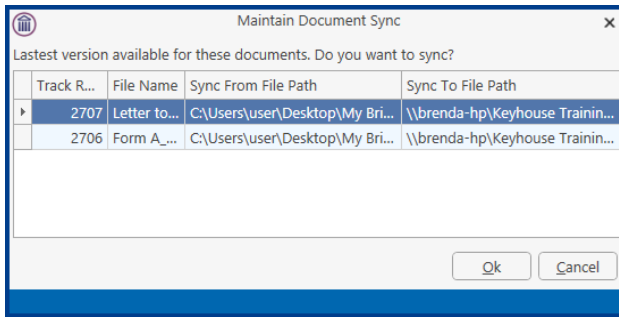 Maintain Document Sync
Lastest version available for these documents. Do you want to sync?
Track R... File Name Sync From File Path Sync To File Path
2707 Letter to... C:\Users\user\Desktop\My Bri... \\brenda-hp\Keyhouse Trainin...
2706 Form A_... C:\Users\user\Desktop\My Bri... \\brenda-hp\Keyhouse Trainin...
Ok Cancel